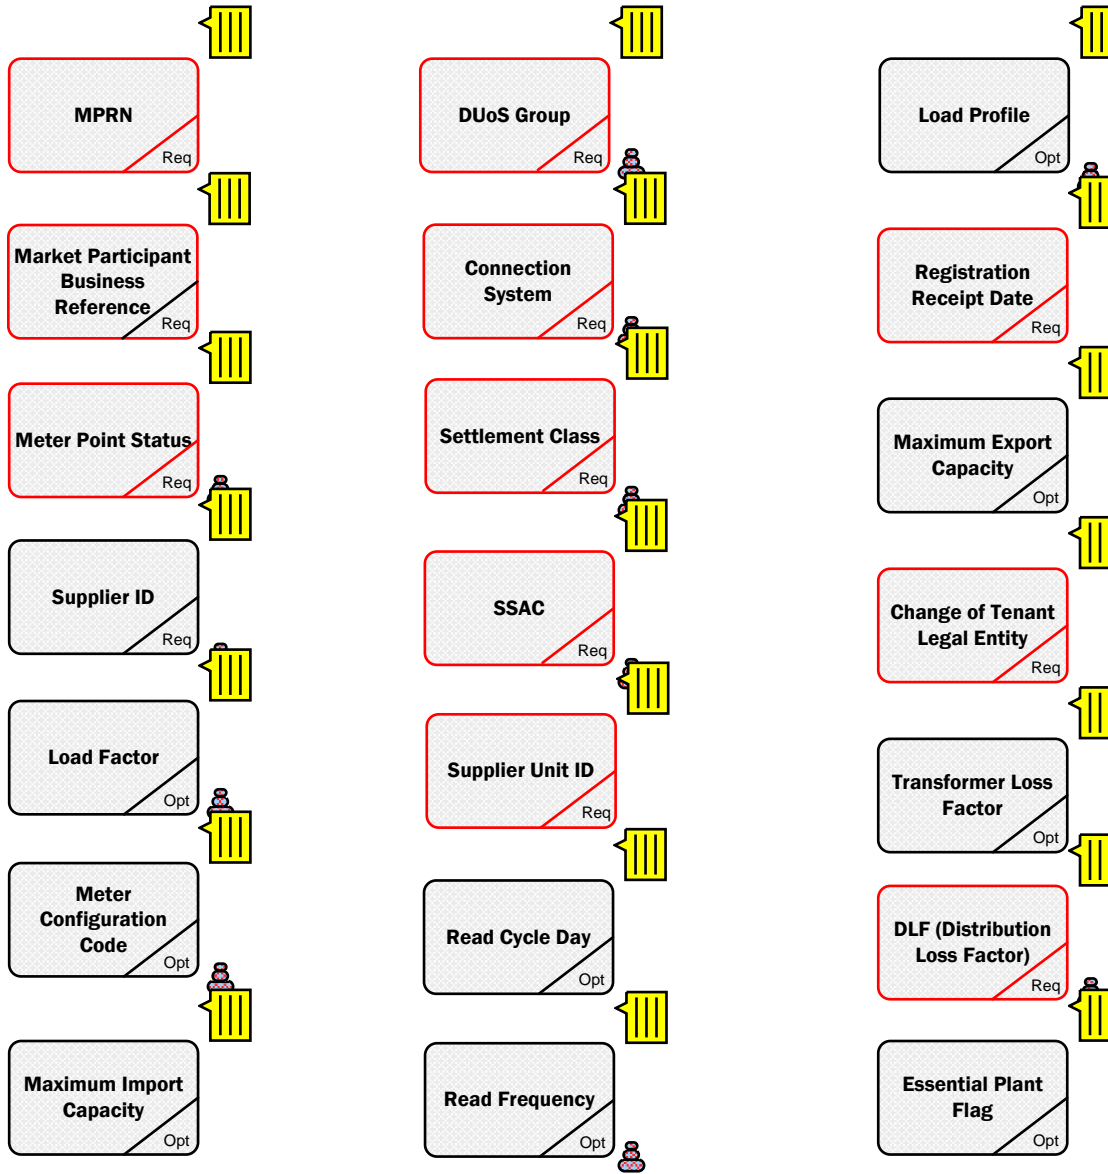 MPRN
Req
Market Participant
Business
Reference
Req
Meter Point Status
Req
Supplier ID
Req
Load Factor
Opt
Meter
Configuration
Code
Opt
Maximum Import
Capacity
Opt
DUoS Group
Req
Connection
System
Req
Settlement Class
Req
SSAC
Req
Supplier Unit ID
Req
Read Cycle Day
Opt
Read Frequency
Opt
Load Profile
Opt
Registration
Receipt Date
Req
Maximum Export
Capacity
Opt
Change of Tenant
Legal Entity
Req
Transformer Loss
Factor
Opt
DLF (Distribution
Loss Factor)
Req
Essential Plant
Flag
Opt